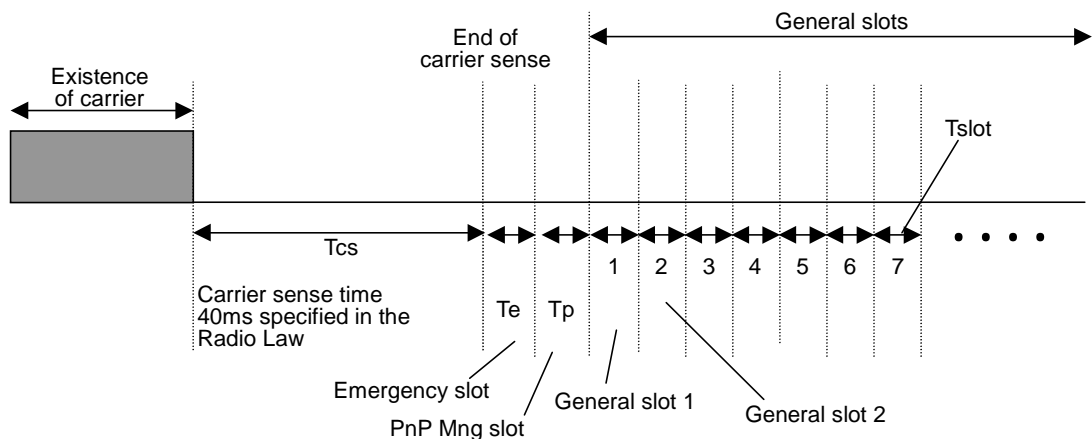 General slots
End of
carrier sense
Existence
of carrier
Tslot
Tcs
1 2 3 4 5 6 7
Carrier sense time
40ms specified in the
Radio Law
Te Tp
Emergency slot
General slot 1
General slot 2
PnP Mng slot